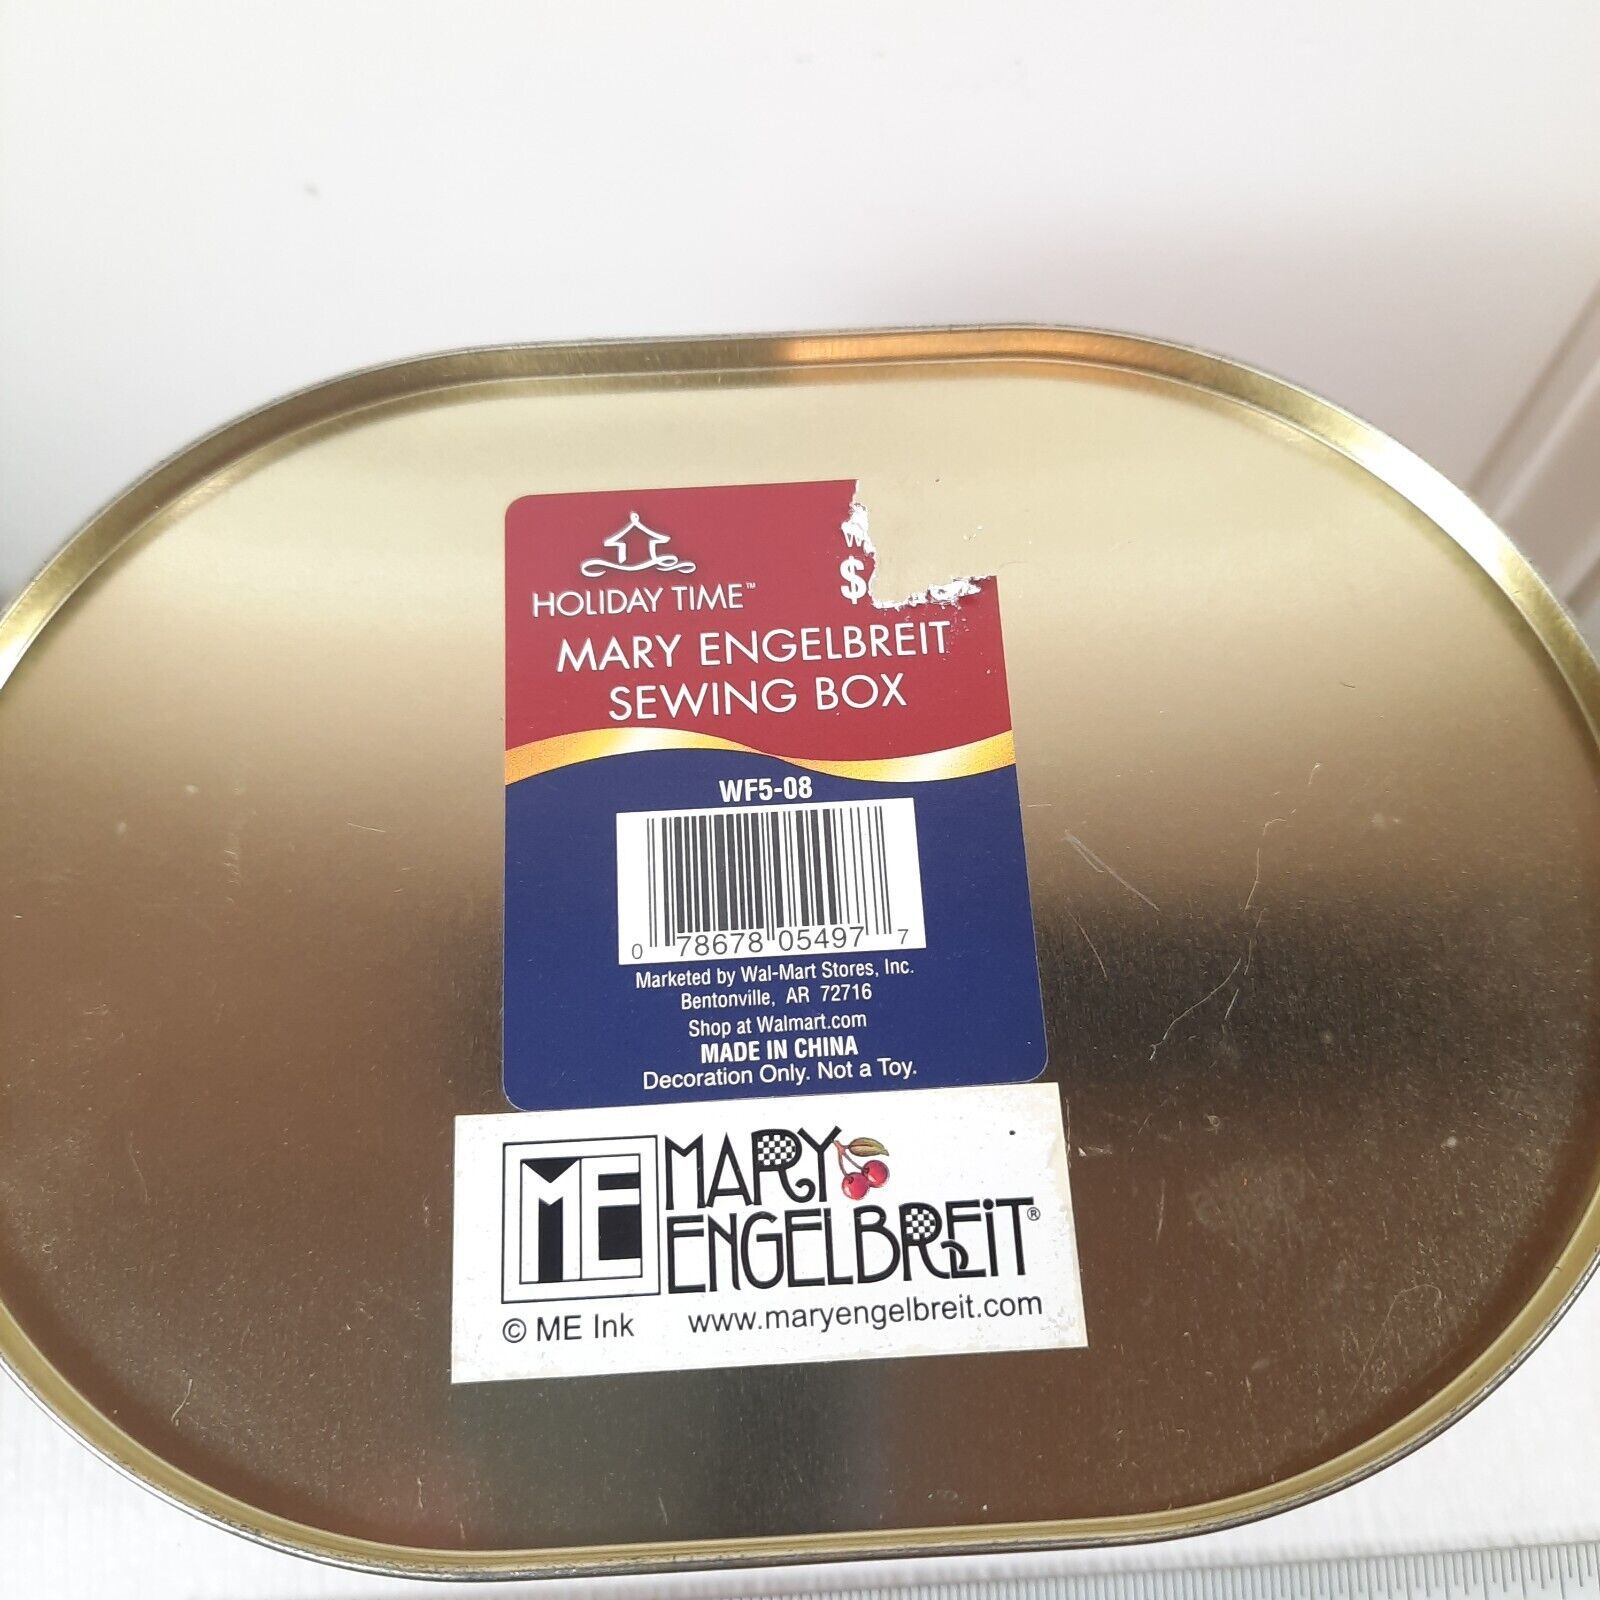 HOLIDAY TIME™
$
MARY ENGELBREIT
SEWING BOX
WF5-08
0 78678 05497 7
Marketed by Wal-Mart Stores, Inc.
Bentonville, AR 72716
Shop at Walmart.com
MADE IN CHINA
Decoration Only. Not a Toy.
ME
MARY
ENGELBREiT®
© ME Ink www.maryengelbreit.com